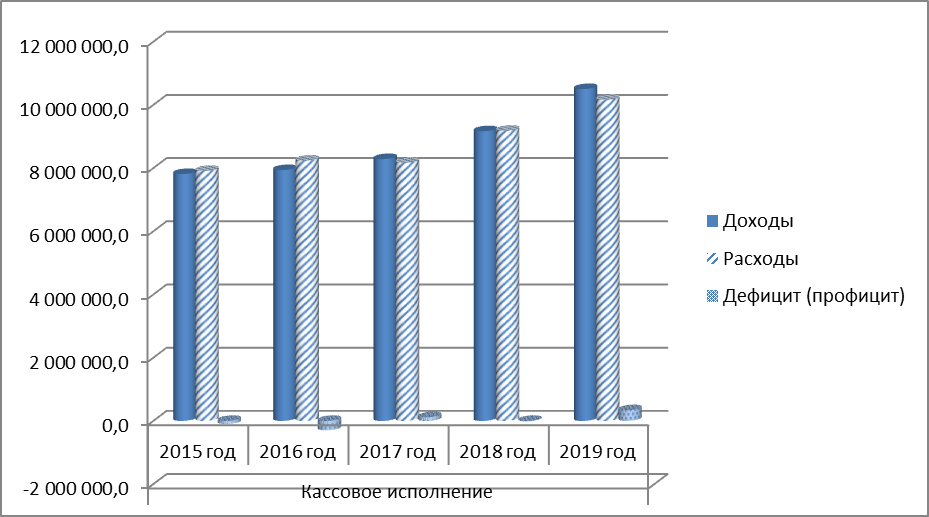 12 000 000,0
10 000 000,0
8 000 000,0
6 000 000,0
4 000 000,0
2 000 000,0
0,0
-2 000 000,0
2015 год 2016 год 2017 год 2018 год 2019 год
Кассовое исполнение
Доходы
Расходы
Дефицит (профицит)